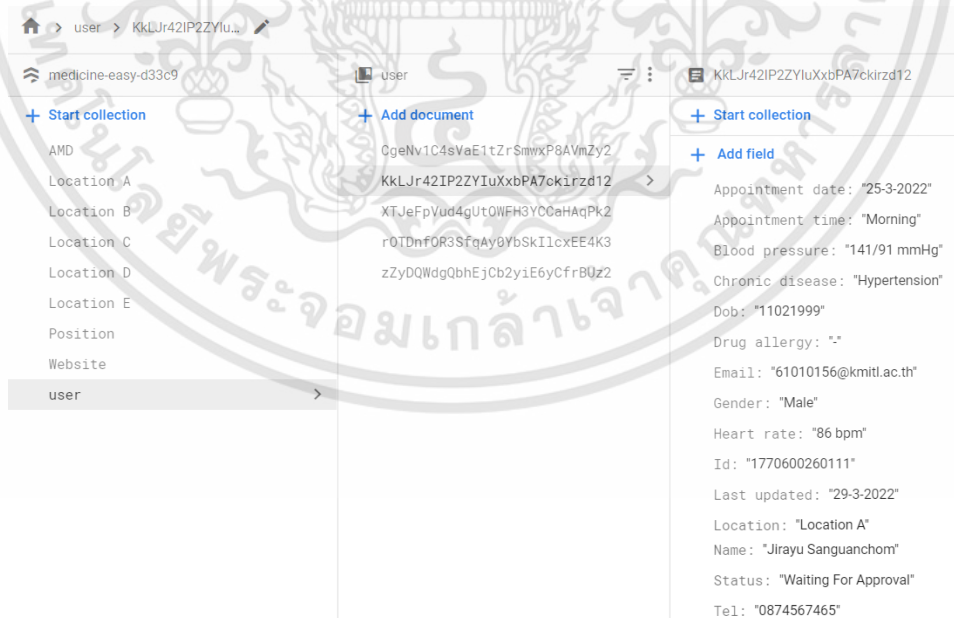 user > KkLJr42IP2ZYIu...
medicine-easy-d33c9
Start collection
AMD
Location A
Location B
Location C
Location D
Location E
Position
Website
user
user
Add document
CgeNv1C4sVaE1tZrSmwxP8AVmZy2
KkLJr42IP2ZYIuXxbPA7ckirzd12
XTJeFpVud4gUtOWFH3YCCaHAqPk2
rOTDnfOR3SfqAy0YbSkIlcxEE4K3
zZyDQWdgQbhEjCb2yiE6yCfrBUz2
KkLJr42IP2ZYIuXxbPA7ckirzd12
Start collection
Add field
Appointment date: "25-3-2022"
Appointment time: "Morning"
Blood pressure: "141/91 mmHg"
Chronic disease: "Hypertension"
Dob: "11021999"
Drug allergy: "-"
Email: "61010156@kmitl.ac.th"
Gender: "Male"
Heart rate: "86 bpm"
Id: "1770600260111"
Last updated: "29-3-2022"
Location: "Location A"
Name: "Jirayu Sanguanchom"
Status: "Waiting For Approval"
Tel: "0874567465"